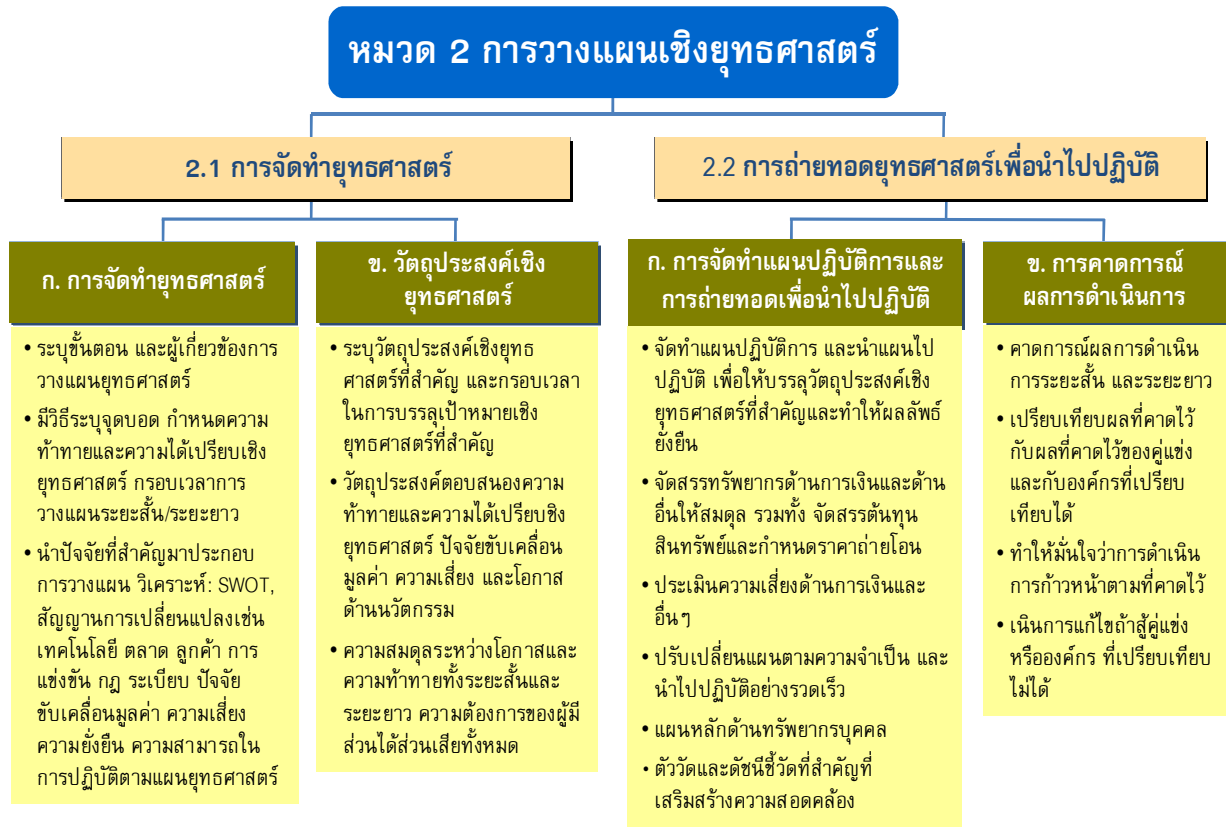 หมวด 2 การวางแผนเชิงยุทธศาสตร์
2.1 การจัดทำยุทธศาสตร์
2.2 การถ่ายทอดยุทธศาสตร์เพื่อนำไปปฏิบัติ
ก. การจัดทำยุทธศาสตร์
• ระบุขั้นตอน และผู้เกี่ยวข้องการ
วางแผนยุทธศาสตร์
• มีวิธีระบุจุดบอด กำหนดความ
ท้าทายและความได้เปรียบเชิง
ยุทธศาสตร์ กรอบเวลาการ
วางแผนระยะสั้น/ระยะยาว
• นำปัจจัยที่สำคัญมาประกอบ
การวางแผน วิเคราะห์: SWOT,
สัญญานการเปลี่ยนแปลงเช่น
เทคโนโลยี ตลาด ลูกค้า การ
แข่งขัน กฎ ระเบียบ ปัจจัย
ขับเคลื่อนมูลค่า ความเสี่ยง
ความยั่งยืน ความสามารถใน
การปฏิบัติตามแผนยุทธศาสตร์
ข. วัตถุประสงค์เชิง
ยุทธศาสตร์
• ระบุวัตถุประสงค์เชิงยุทธ
ศาสตร์ที่สำคัญ และกรอบเวลา
ในการบรรลุเป้าหมายเชิง
ยุทธศาสตร์ที่สำคัญ
• วัตถุประสงค์ตอบสนองความ
ท้าทายและความได้เปรียบชิง
ยุทธศาสตร์ ปัจจัยขับเคลื่อน
มูลค่า ความเสี่ยง และโอกาส
ด้านนวัตกรรม
• ความสมดุลระหว่างโอกาสและ
ความท้าทายทั้งระยะสั้นและ
ระยะยาว ความต้องการของผู้มี
ส่วนได้ส่วนเสียทั้งหมด
ก. การจัดทำแผนปฏิบัติการและ
การถ่ายทอดเพื่อนำไปปฏิบัติ
• จัดทำแผนปฏิบัติการ และนำแผนไป
ปฏิบัติ เพื่อให้บรรลุวัตถุประสงค์เชิง
ยุทธศาสตร์ที่สำคัญและทำให้ผลลัพธ์
ยั่งยืน
• จัดสรรทรัพยากรด้านการเงินและด้าน
อื่นให้สมดุล รวมทั้ง จัดสรรต้นทุน
สินทรัพย์และกำหนดราคาถ่ายโอน
• ประเมินความเสี่ยงด้านการเงินและ
อื่นๆ
• ปรับเปลี่ยนแผนตามความจำเป็น และ
นำไปปฏิบัติอย่างรวดเร็ว
• แผนหลักด้านทรัพยากรบุคคล
• ตัววัดและดัชนีชี้วัดที่สำคัญที่
เสริมสร้างความสอดคล้อง
ข. การคาดการณ์
ผลการดำเนินการ
• คาดการณ์ผลการดำเนิน
การระยะสั้น และระยะยาว
• เปรียบเทียบผลที่คาดไว้
กับผลที่คาดไว้ของคู่แข่ง
และกับองค์กรที่เปรียบ
เทียบได้
• ทำให้มั่นใจว่าการดำเนิน
การก้าวหน้าตามที่คาดไว้
• เนินการแก้ไขถ้าสู้คู่แข่ง
หรือองค์กร ที่เปรียบเทียบ
ไม่ได้